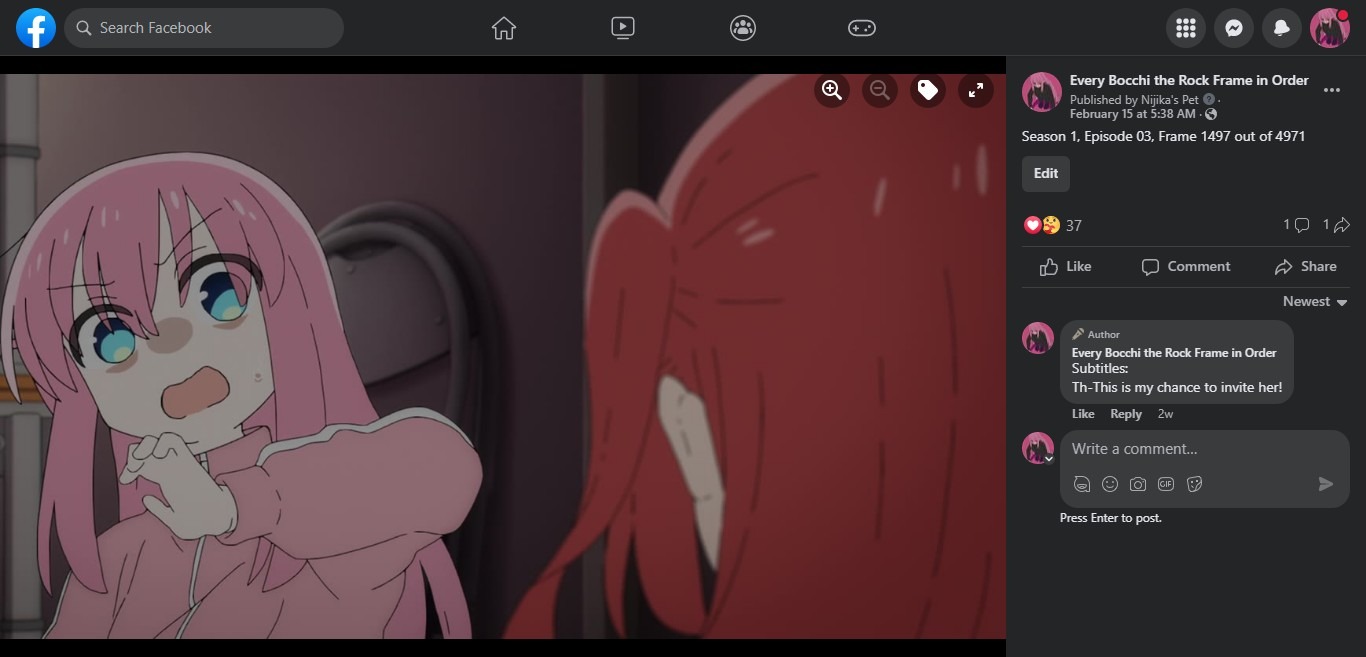 Search Facebook
Every Bocchi the Rock Frame in Order
Published by Nijika's Pet ·
February 15 at 5:38 AM ·
Season 1, Episode 03, Frame 1497 out of 4971
Edit
37
1
1
Like
Comment
Share
Newest
Author
Every Bocchi the Rock Frame in Order
Subtitles:
Th-This is my chance to invite her!
Like Reply 2w
Write a comment...
GIF
Press Enter to post.